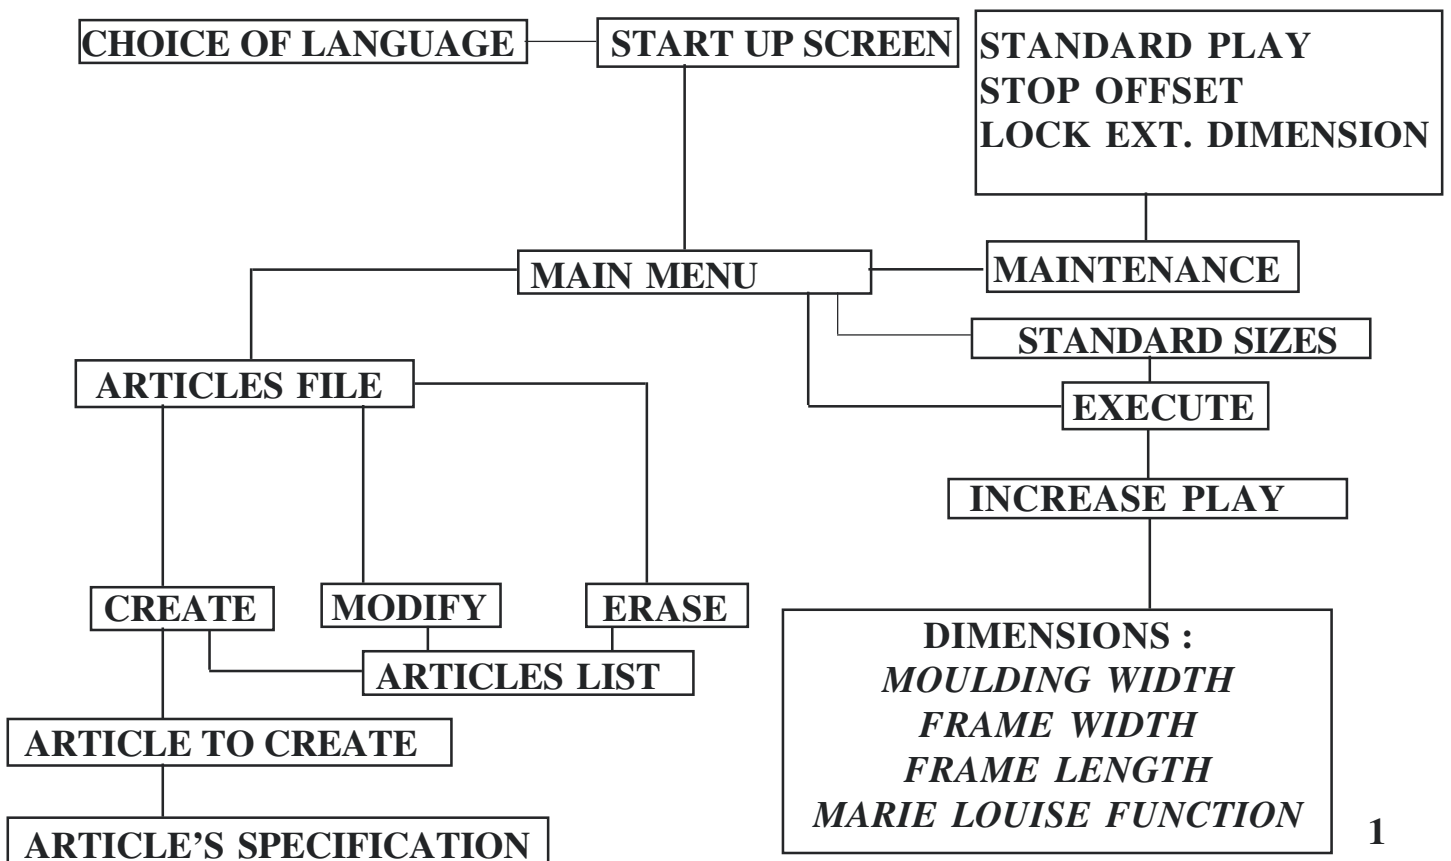 CHOICE OF LANGUAGE
START UP SCREEN
STANDARD PLAY
STOP OFFSET
LOCK EXT. DIMENSION
MAIN MENU
MAINTENANCE
STANDARD SIZES
ARTICLES FILE
EXECUTE
INCREASE PLAY
CREATE
MODIFY
ERASE
ARTICLES LIST
DIMENSIONS :
MOULDING WIDTH
FRAME WIDTH
FRAME LENGTH
MARIE LOUISE FUNCTION
ARTICLE TO CREATE
ARTICLE'S SPECIFICATION
1